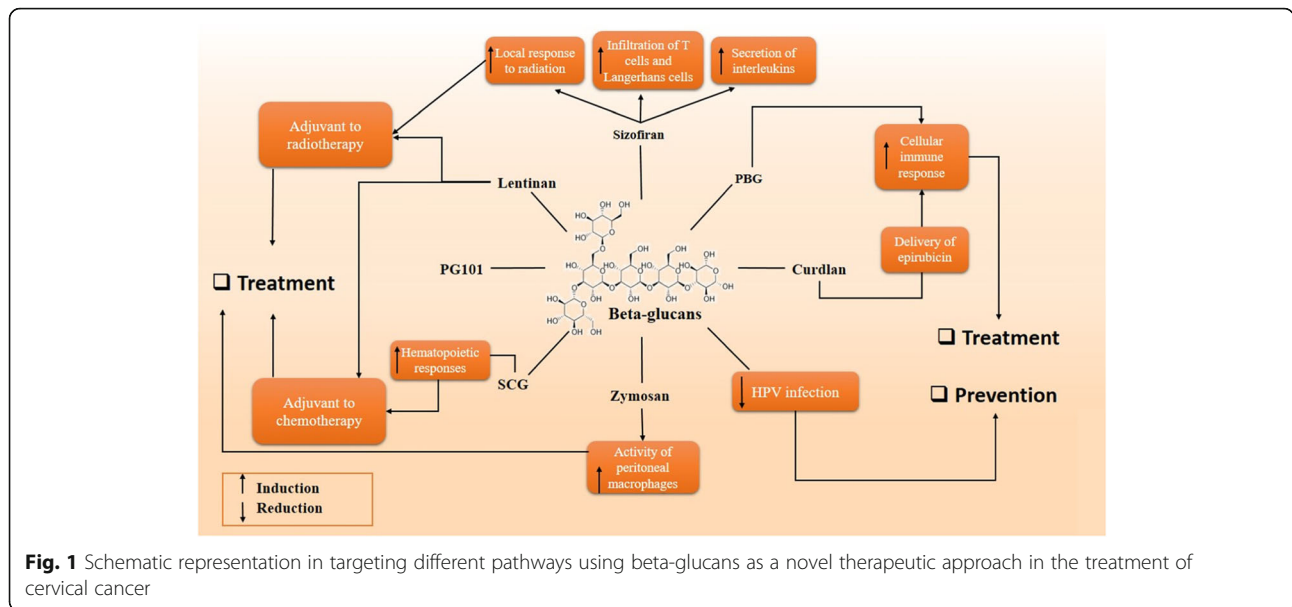 Local response
to radiation
Infiltration of T
cells and
Langerhans cells
Secretion of
interleukins
Sizofiran
Adjuvant to
radiotherapy
PBG
Cellular
immune
response
Lentinan
Delivery of
epirubicin
PG101
Curdlan
❑ Treatment
Beta-glucans
SCG
Hematopoietic
responses
Zymosan
HPV infection
❑ Treatment
❑ Prevention
Adjuvant to
chemotherapy
Activity of
peritoneal
macrophages
↑ Induction
↓ Reduction
Fig. 1 Schematic representation in targeting different pathways using beta-glucans as a novel therapeutic approach in the treatment of
cervical cancer